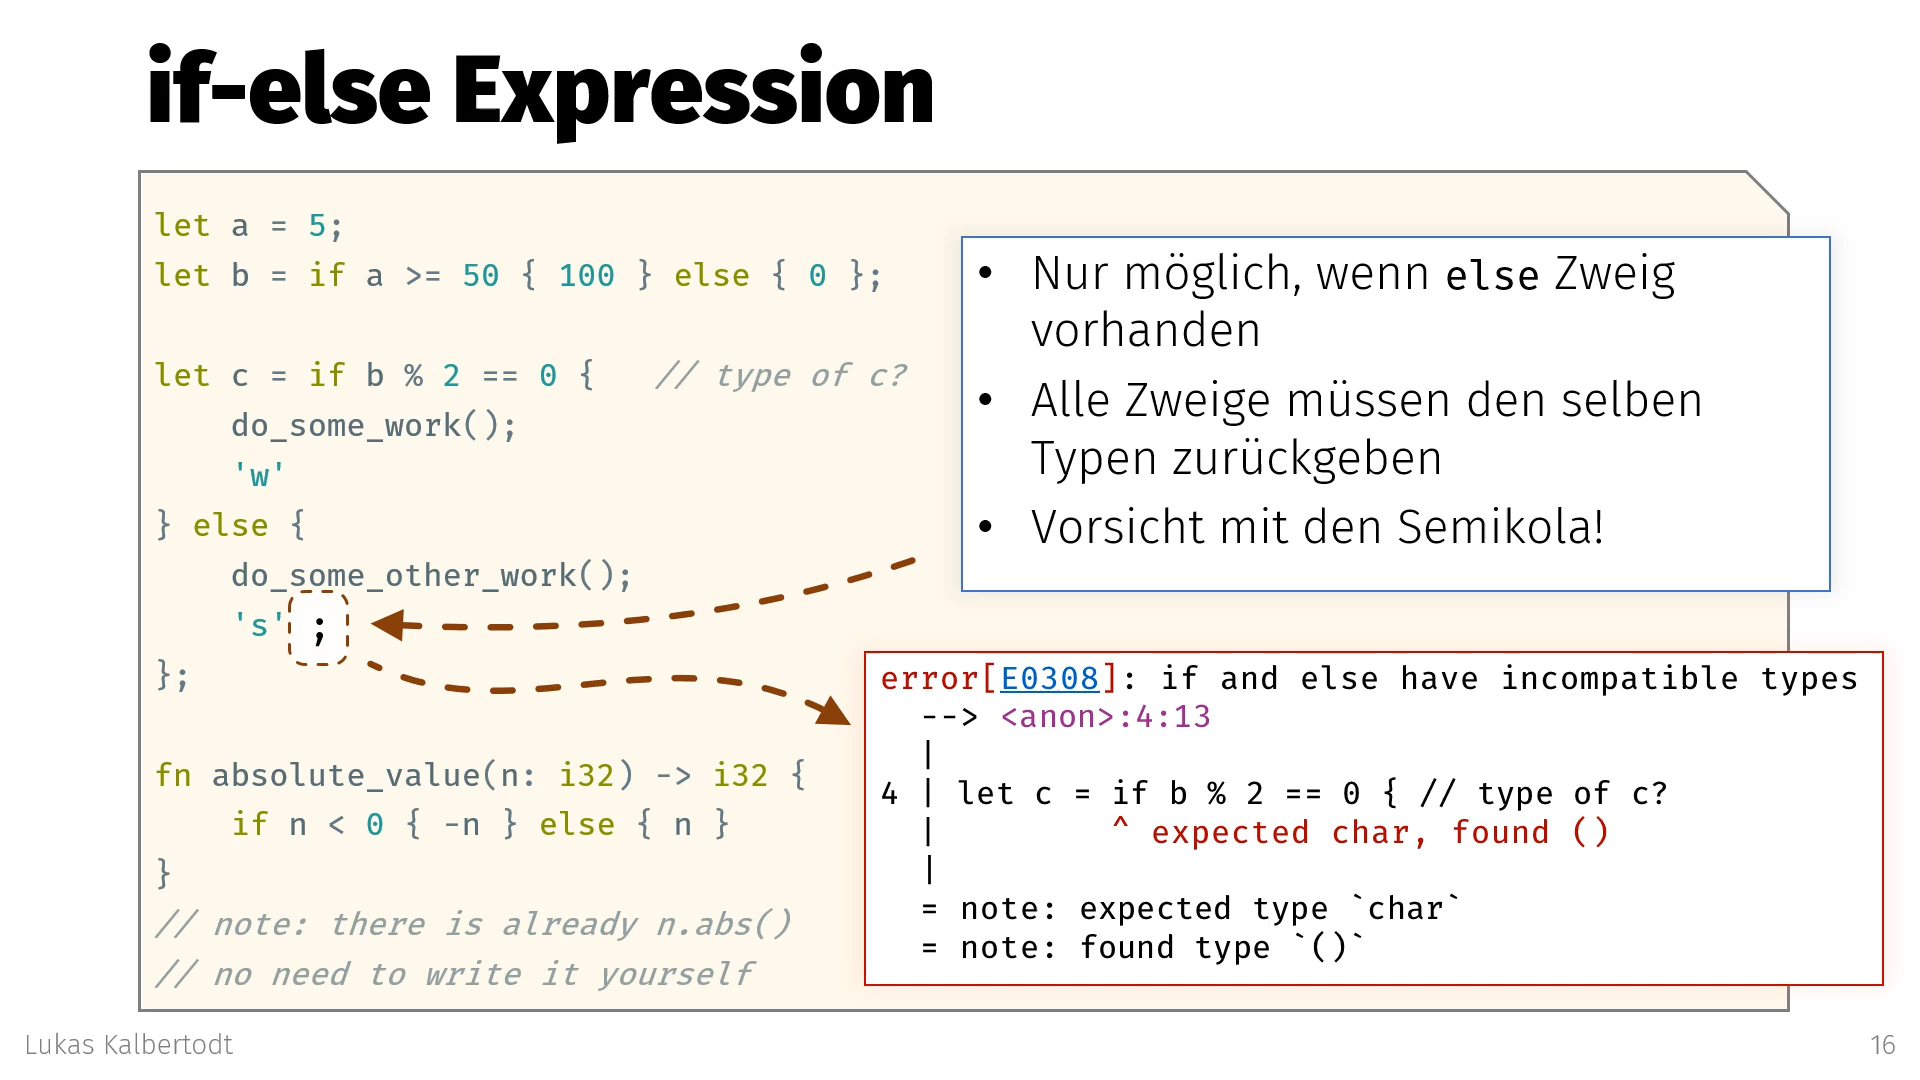 if-else Expression
let a = 5;
let b = if a >= 50 { 100 } else { 0 };
let c = if b % 2 == 0 {   // type of c?
    do_some_work();
    'w'
} else {
    do_some_other_work();
    's' ;
};
fn absolute_value(n: i32) -> i32 {
    if n < 0 { -n } else { n }
}
// note: there is already n.abs()
// no need to write it yourself
• Nur möglich, wenn else Zweig
vorhanden
• Alle Zweige müssen den selben
Typen zurückgeben
• Vorsicht mit den Semikola!
error[E0308]: if and else have incompatible types
  --> <anon>:4:13
  |
4 | let c = if b % 2 == 0 { // type of c?
  |         ^ expected char, found ()
  |
  = note: expected type `char`
  = note: found type `()`
Lukas Kalbertodt
16